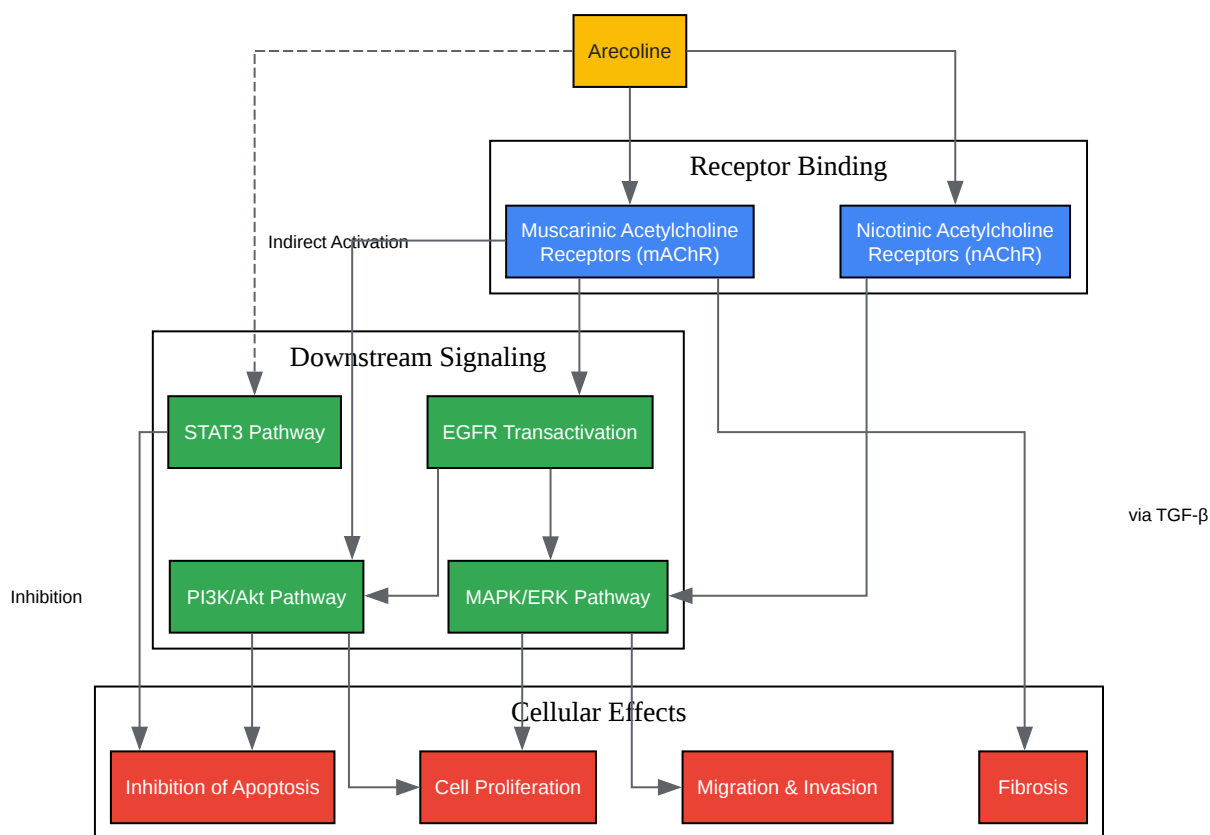 Arecoline
Receptor Binding
Muscarinic Acetylcholine
Receptors (mAChR)
Nicotinic Acetylcholine
Receptors (nAChR)
Indirect Activation
Downstream Signaling
STAT3 Pathway
EGFR Transactivation
via TGF-β
PI3K/Akt Pathway
MAPK/ERK Pathway
Inhibition
Cellular Effects
Inhibition of Apoptosis
Cell Proliferation
Migration & Invasion
Fibrosis